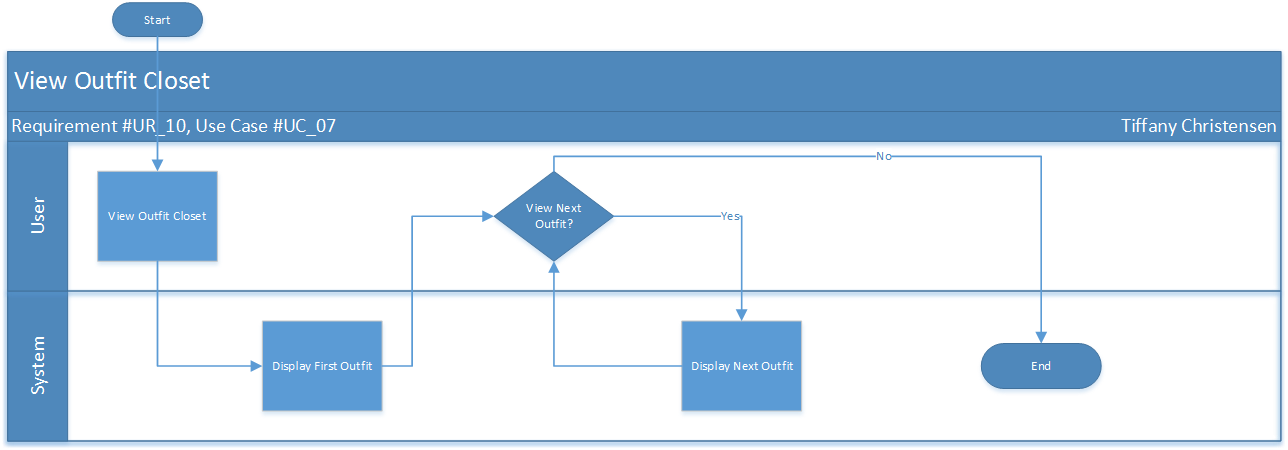 Start
View Outfit Closet
Requirement #UR_10, Use Case #UC_07
Tiffany Christensen
User
View Outfit Closet
View Next
Outfit?
No
Yes
System
Display First Outfit
Display Next Outfit
End